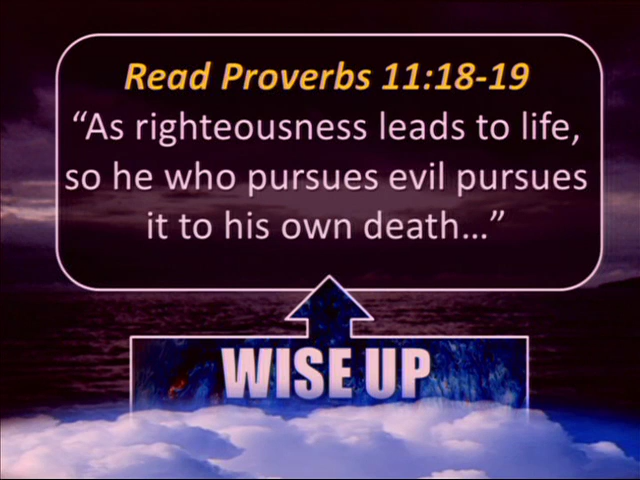 Read Proverbs 11:18-19
“As righteousness leads to life,
so he who pursues evil pursues
it to his own death...”
WISE UP